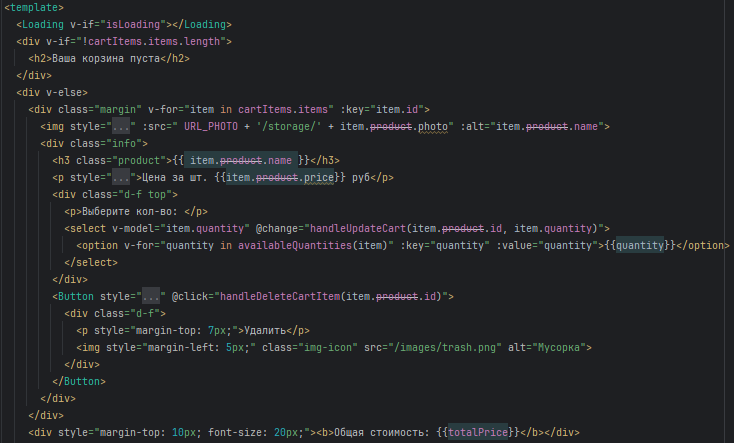 <template>
<Loading v-if="isLoading"></Loading>
<div v-if="!cartItems.items.length">
<h2>Ваша корзина пуста</h2>
</div>
<div v-else>
<div class="margin" v-for="item in cartItems.items" :key="item.id">
<img style="..." :src=" URL_PHOTO + '/storage/' + item.product.photo" :alt="item.product.name">
<div class="info">
<h3 class="product">{{ item.product.name }}</h3>
<p style="...">Цена за шт. {{item.product.price}} руб</p>
<div class="d-f top">
<p>Выберите кол-во: </p>
<select v-model="item.quantity" @change="handleUpdateCart(item.product.id, item.quantity)">
<option v-for="quantity in availableQuantities(item)" :key="quantity" :value="quantity">{{quantity}}</option>
</select>
</div>
<Button style="..." @click="handleDeleteCartItem(item.product.id)">
<div class="d-f">
<p style="margin-top: 7px;">Удалить</p>
<img style="margin-left: 5px;" class="img-icon" src="/images/trash.png" alt="Мусорка">
</div>
</Button>
</div>
</div>
<div style="margin-top: 10px; font-size: 20px;"><b>Общая стоимость: {{totalPrice}}</b></div>